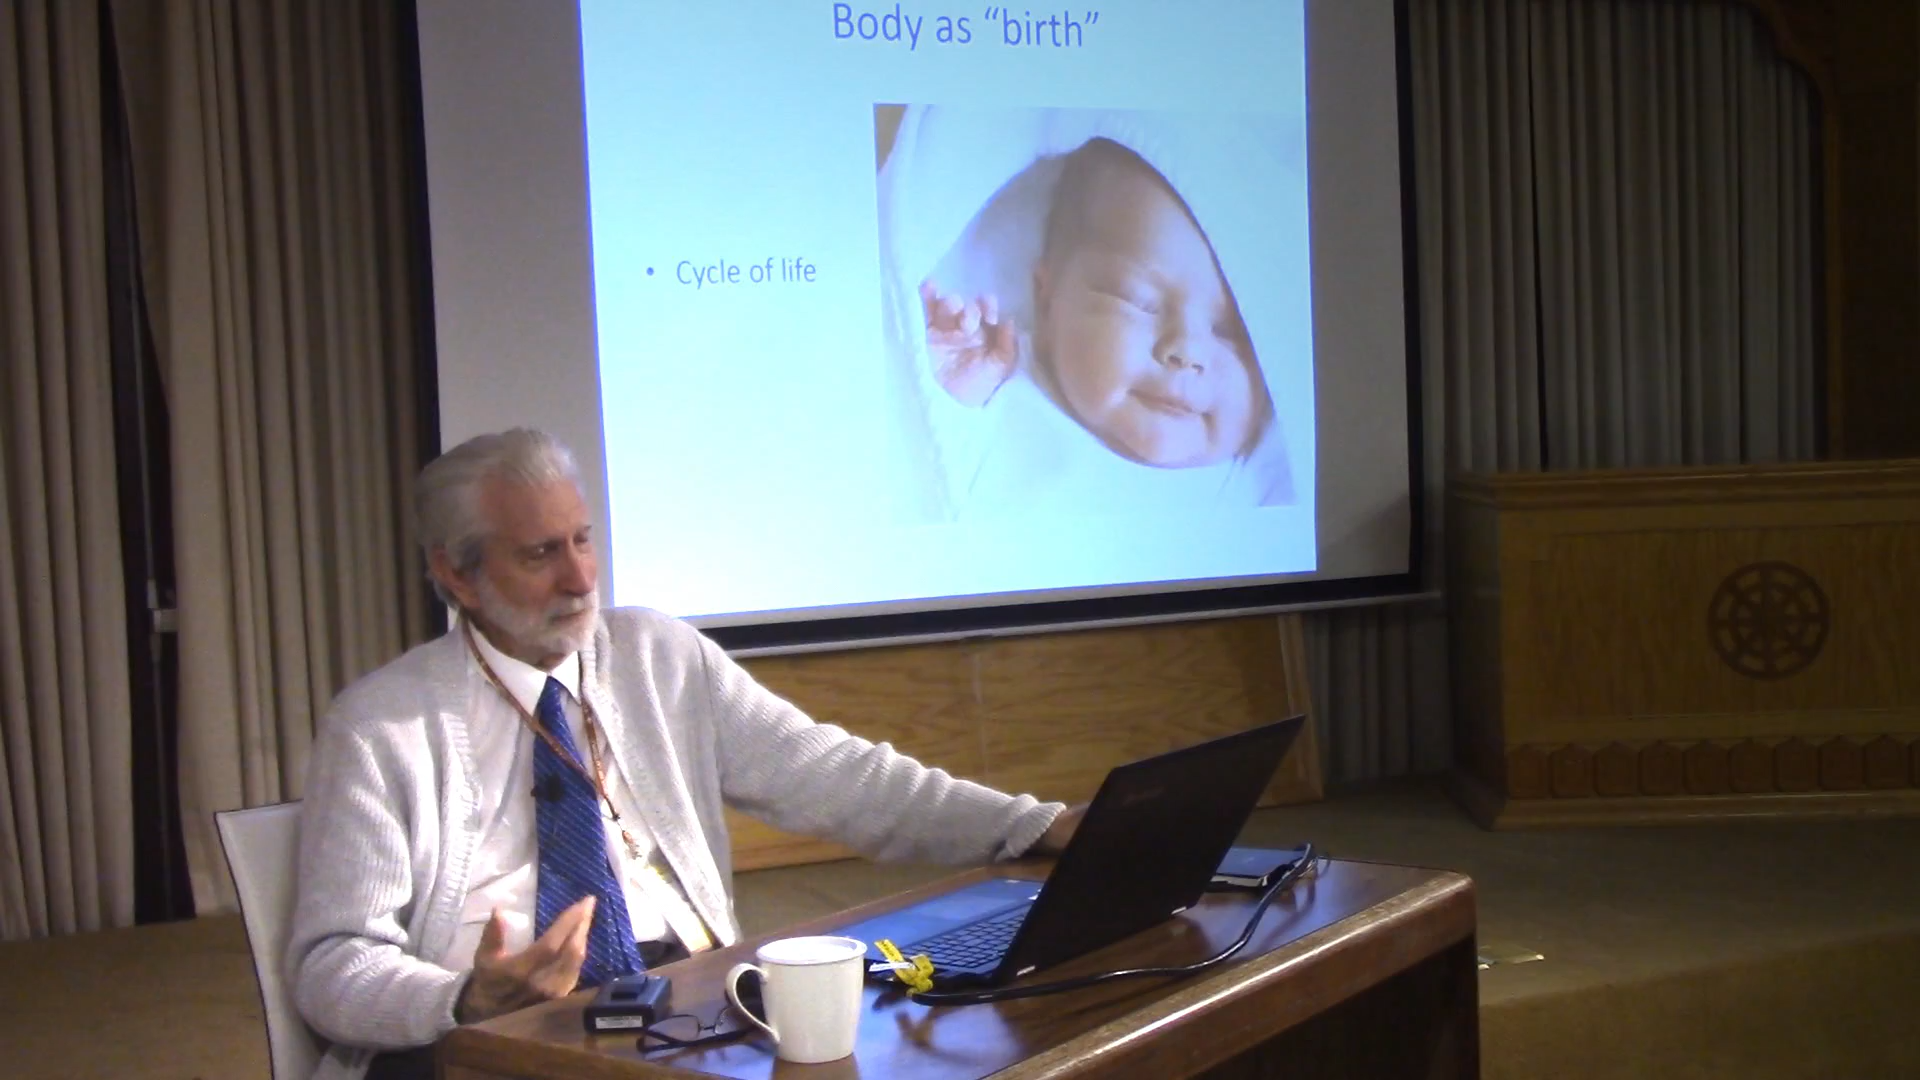 Body as “birth”
• Cycle of life